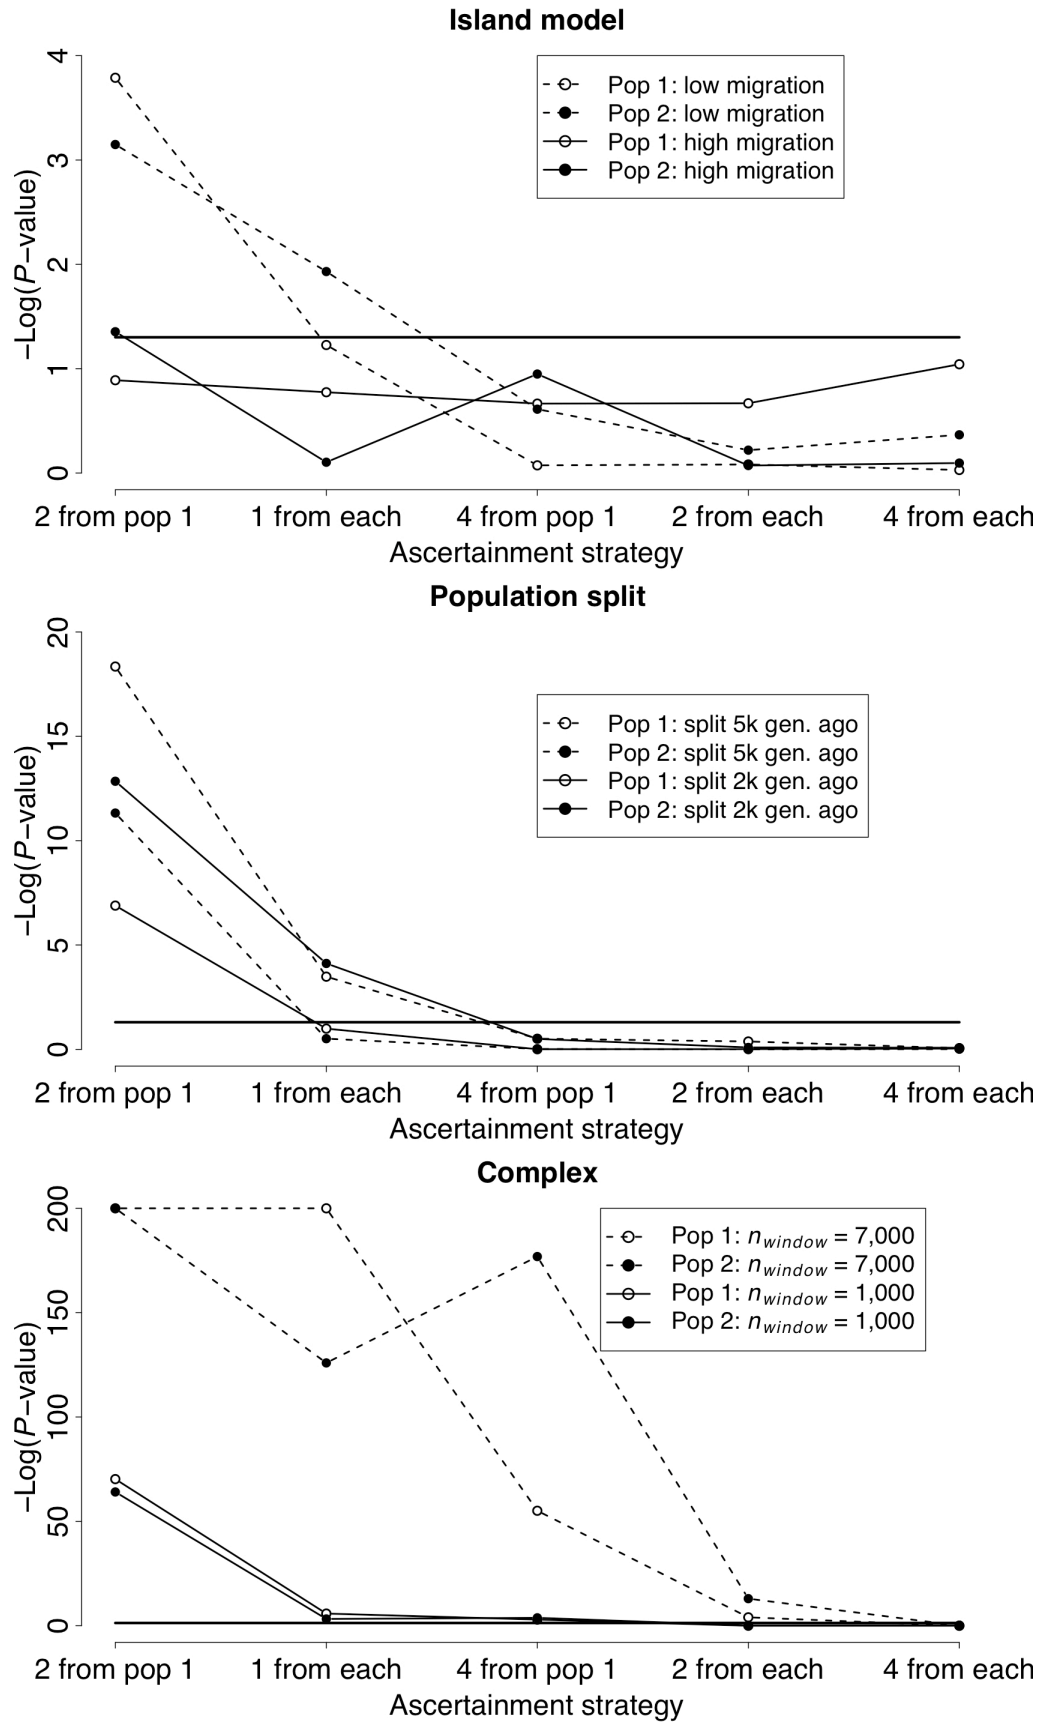 Island model
4
3
2
1
0
−Log(P−value)
Pop 1: low migration
Pop 2: low migration
Pop 1: high migration
Pop 2: high migration
2 from pop 1 1 from each 4 from pop 1 2 from each 4 from each
Ascertainment strategy
Population split
20
15
10
5
0
−Log(P−value)
Pop 1: split 5k gen. ago
Pop 2: split 5k gen. ago
Pop 1: split 2k gen. ago
Pop 2: split 2k gen. ago
2 from pop 1 1 from each 4 from pop 1 2 from each 4 from each
Ascertainment strategy
Complex
200
150
100
50
0
−Log(P−value)
Pop 1: n window = 7,000
Pop 2: n window = 7,000
Pop 1: n window = 1,000
Pop 2: n window = 1,000
2 from pop 1 1 from each 4 from pop 1 2 from each 4 from each
Ascertainment strategy